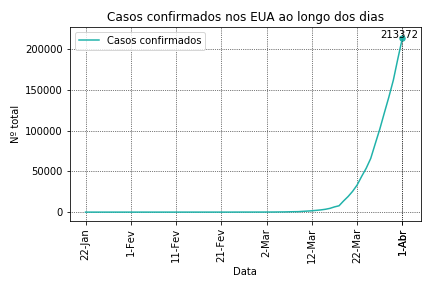 Casos confirmados nos EUA ao longo dos dias
Casos confirmados
213372
200000
150000
100000
50000
0
Nº total
22-Jan
1-Fev
11-Fev
21-Fev
2-Mar
12-Mar
22-Mar
1-Abr
Data